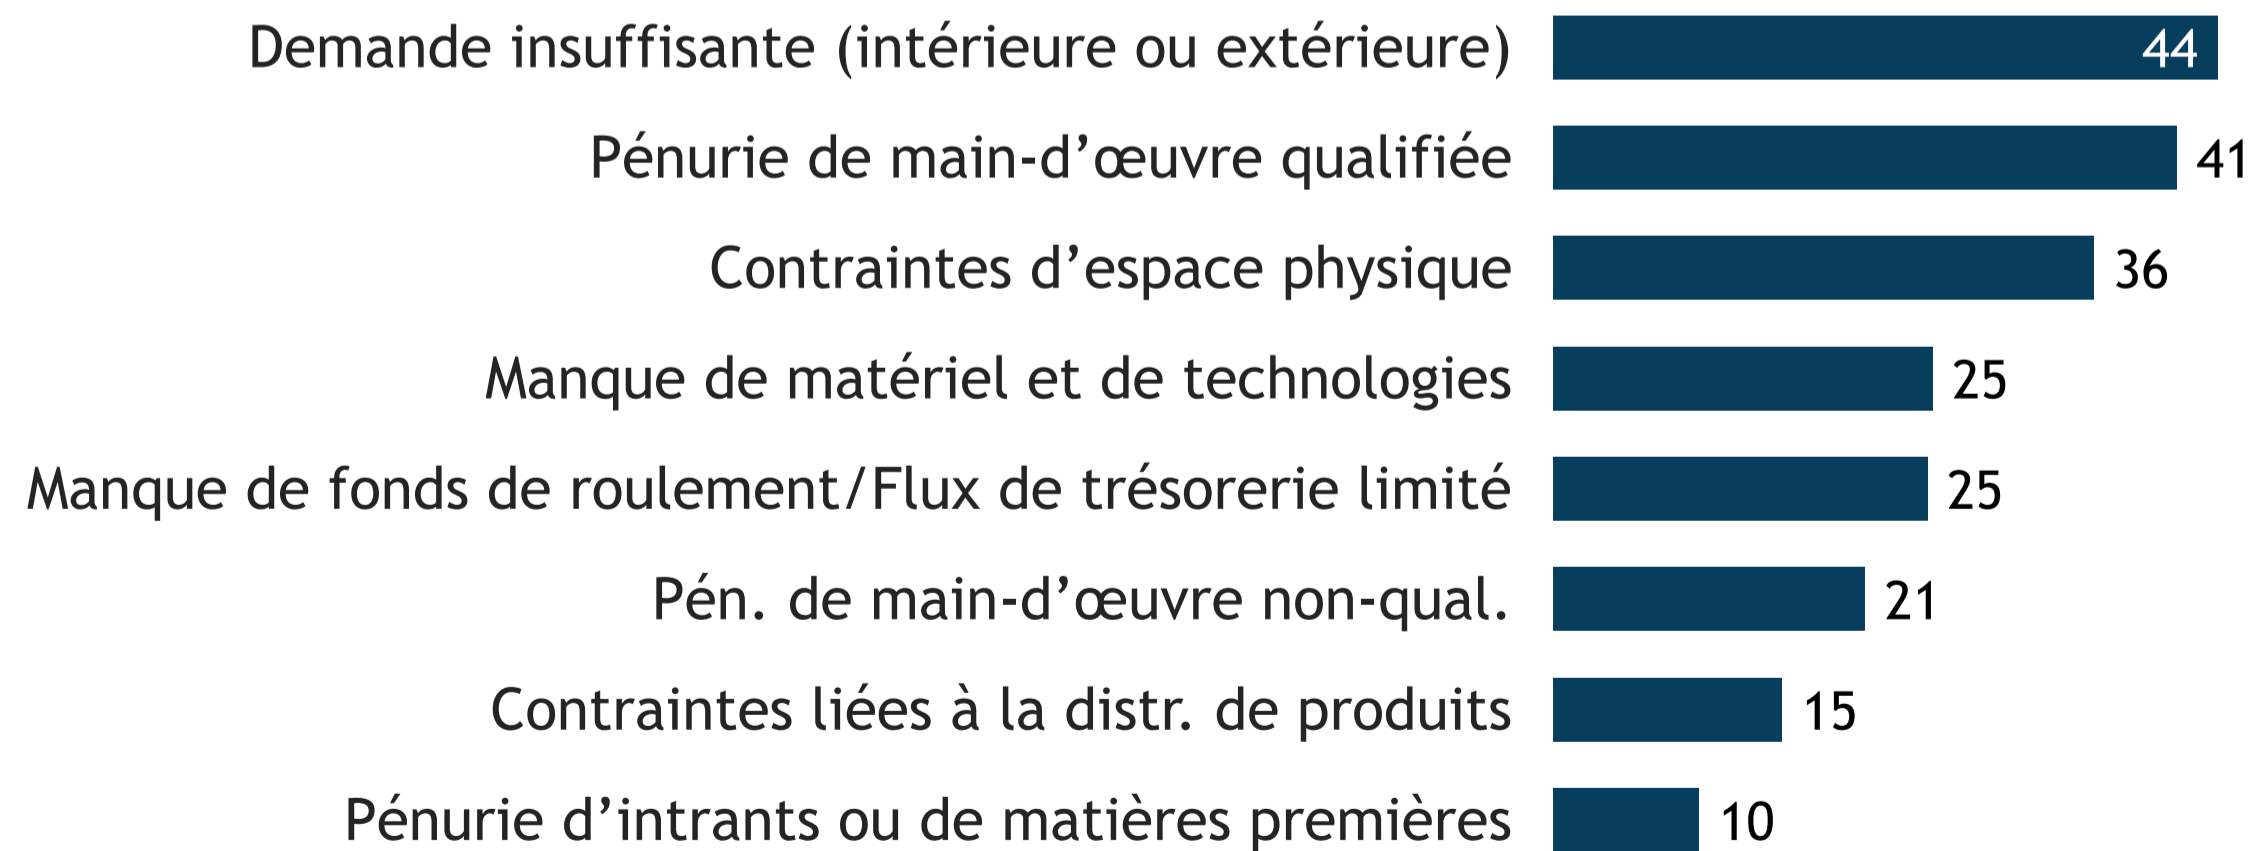 Demande insuffisante (intérieure ou extérieure) 44
Pénurie de main-d’œuvre qualifiée 41
Contraintes d’espace physique 36
Manque de matériel et de technologies 25
Manque de fonds de roulement/Flux de trésorerie limité 25
Pén. de main-d’œuvre non-qual. 21
Contraintes liées à la distr. de produits 15
Pénurie d’intrants ou de matières premières 10